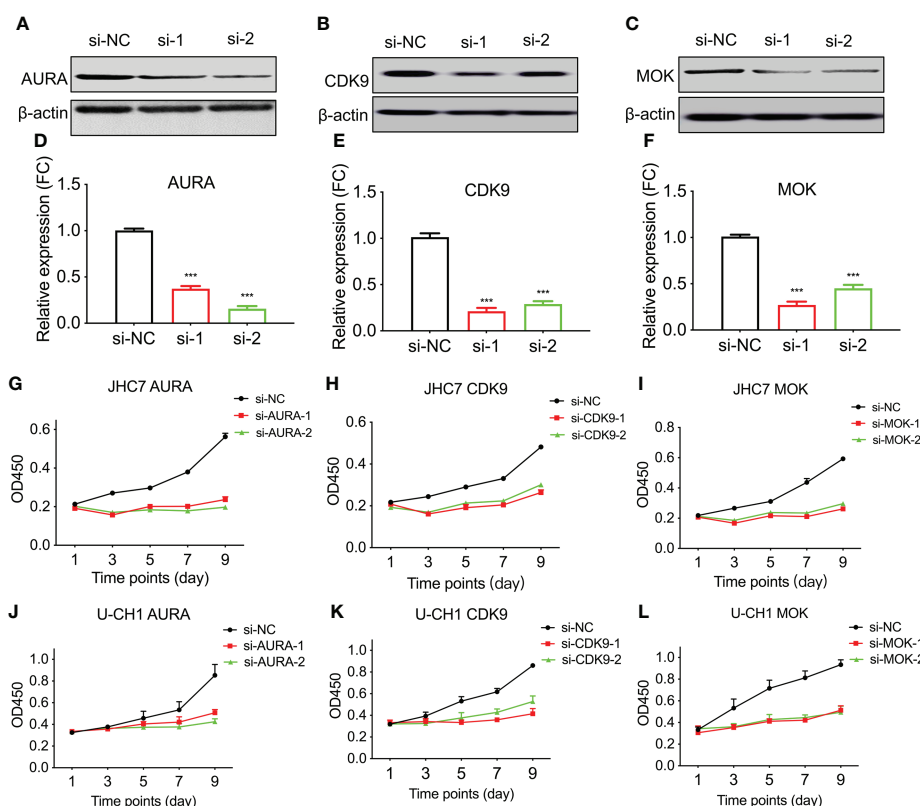 A
si-NC si-1 si-2
AURA
β-actin
B
si-NC si-1 si-2
CDK9
β-actin
C
si-NC si-1 si-2
MOK
β-actin
D
AURA
Relative expression (FC)
1.5
1.0
0.5
0.0
***
***
si-NC si-1 si-2
E
CDK9
Relative expression (FC)
1.5
1.0
0.5
0.0
***
***
si-NC si-1 si-2
F
MOK
Relative expression (FC)
1.5
1.0
0.5
0.0
***
***
si-NC si-1 si-2
G
JHC7 AURA
si-NC
si-AURA-1
si-AURA-2
OD450
0.6
0.4
0.2
0.0
1 3 5 7 9
Time points (day)
H
JHC7 CDK9
si-NC
si-CDK9-1
si-CDK9-2
OD450
0.6
0.4
0.2
0.0
1 3 5 7 9
Time points (day)
I
JHC7 MOK
si-NC
si-MOK-1
si-MOK-2
OD450
0.8
0.6
0.4
0.2
0.0
1 3 5 7 9
Time points (day)
J
U-CH1 AURA
si-NC
si-AURA-1
si-AURA-2
OD450
1.0
0.8
0.6
0.4
0.2
0.0
1 3 5 7 9
Time points (day)
K
U-CH1 CDK9
si-NC
si-CDK9-1
si-CDK9-2
OD450
1.0
0.8
0.6
0.4
0.2
0.0
1 3 5 7 9
Time points (day)
L
U-CH1 MOK
si-NC
si-MOK-1
si-MOK-2
OD450
1.0
0.8
0.6
0.4
0.2
0.0
1 3 5 7 9
Time points (day)